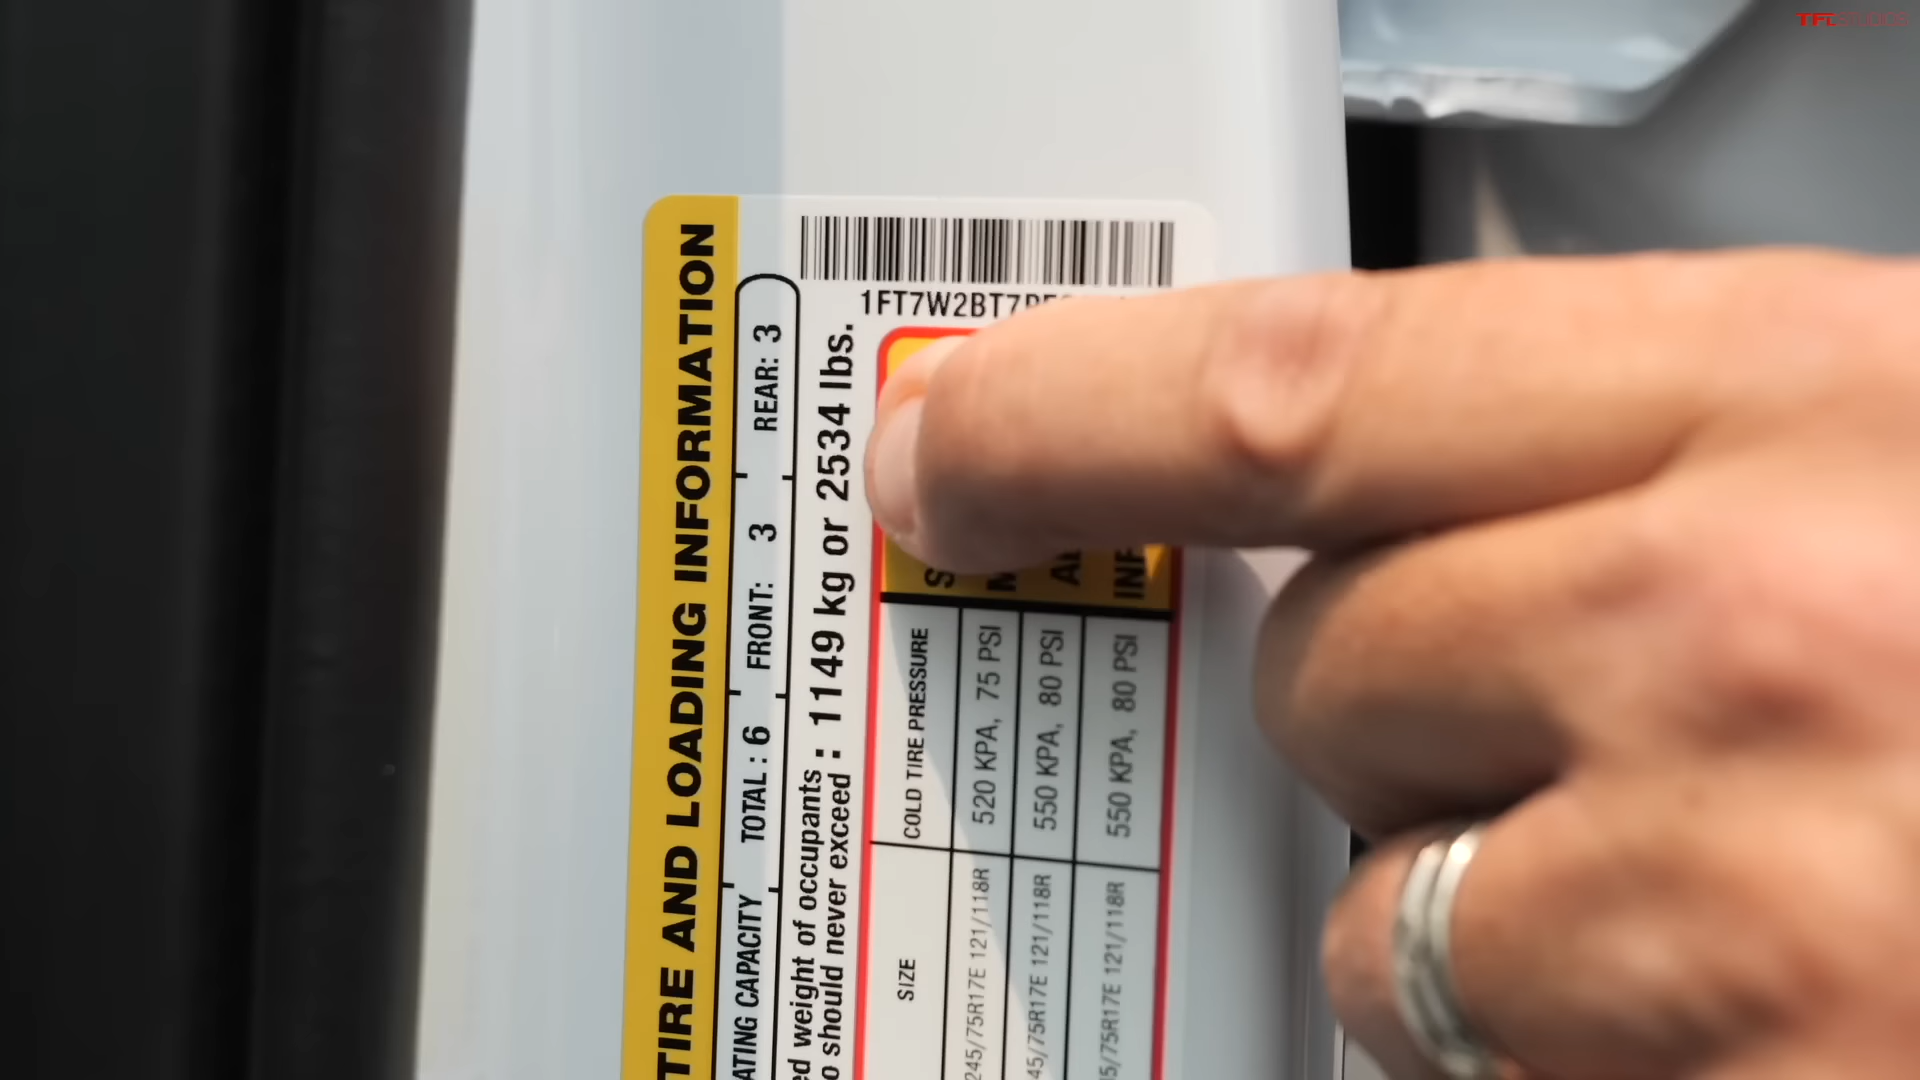 TFLSTUDIOS
TIRE AND LOADING INFORMATION
ATING CAPACITY TOTAL : 6 FRONT: 3 REAR: 3
ed weight of occupants
o should never exceed : 1149 kg or 2534 lbs.
1FT7W2BT7
SIZE COLD TIRE PRESSURE
245/75R17E 121/118R 520 KPA, 75 PSI
45/75R17E 121/118R 550 KPA, 80 PSI
5/75R17E 121/118R 550 KPA, 80 PSI
INF